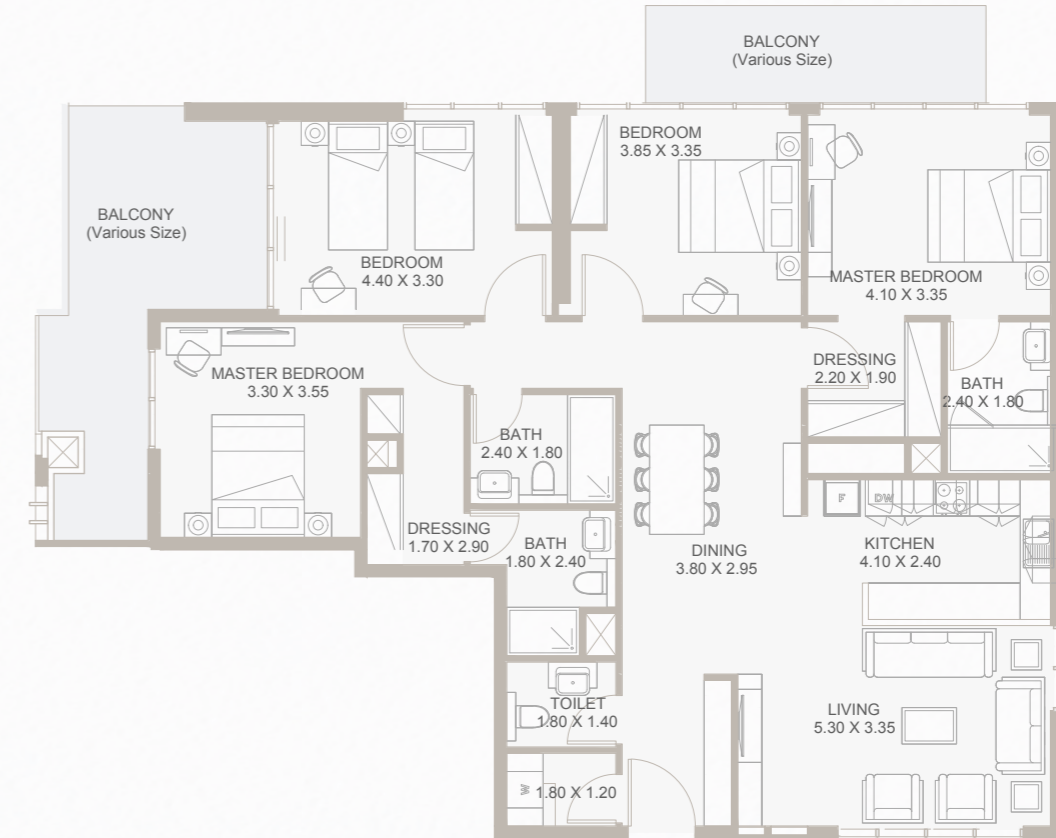 BALCONY
(Various Size)
BEDROOM
3.85 X 3.35
BALCONY
(Various Size)
BEDROOM
4.40 X 3.30
MASTER BEDROOM
4.10 X 3.35
MASTER BEDROOM
3.30 X 3.55
DRESSING
2.20 X 1.90
BATH
2.40 X 1.80
BATH
2.40 X 1.80
F
DW
DRESSING
1.70 X 2.90
BATH
1.80 X 2.40
DINING
3.80 X 2.95
KITCHEN
4.10 X 2.40
TOILET
1.80 X 1.40
LIVING
5.30 X 3.35
W
1.80 X 1.20